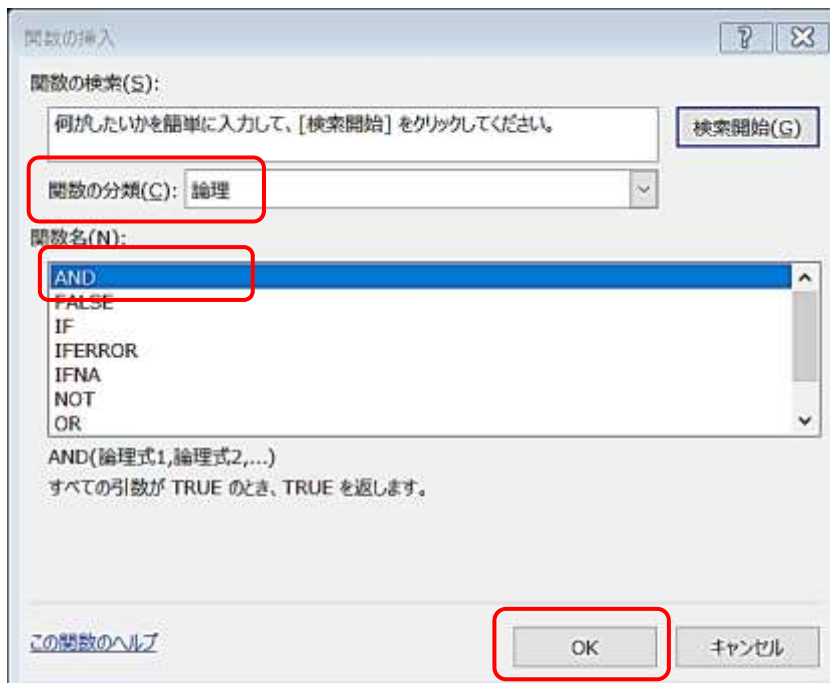 関数の挿入
関数の検索(S):
何がしたいかを簡単に入力して、[検索開始] をクリックしてください。
検索開始(G)
関数の分類(C): 論理
関数名(N):
AND
FALSE
IF
IFERROR
IFNA
NOT
OR
AND(論理式1,論理式2,...)
すべての引数が TRUE のとき、TRUE を返します。
この関数のヘルプ
OK
キャンセル